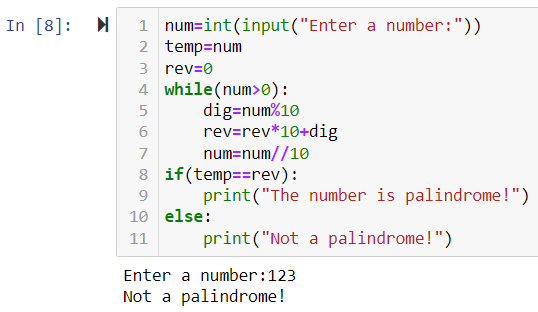 In [8]:
1 num=int(input("Enter a number:"))
2 temp=num
3 rev=0
4 while(num>0):
5     dig=num%10
6     rev=rev*10+dig
7     num=num//10
8 if(temp==rev):
9     print("The number is palindrome!")
10 else:
11     print("Not a palindrome!")
Enter a number:123
Not a palindrome!